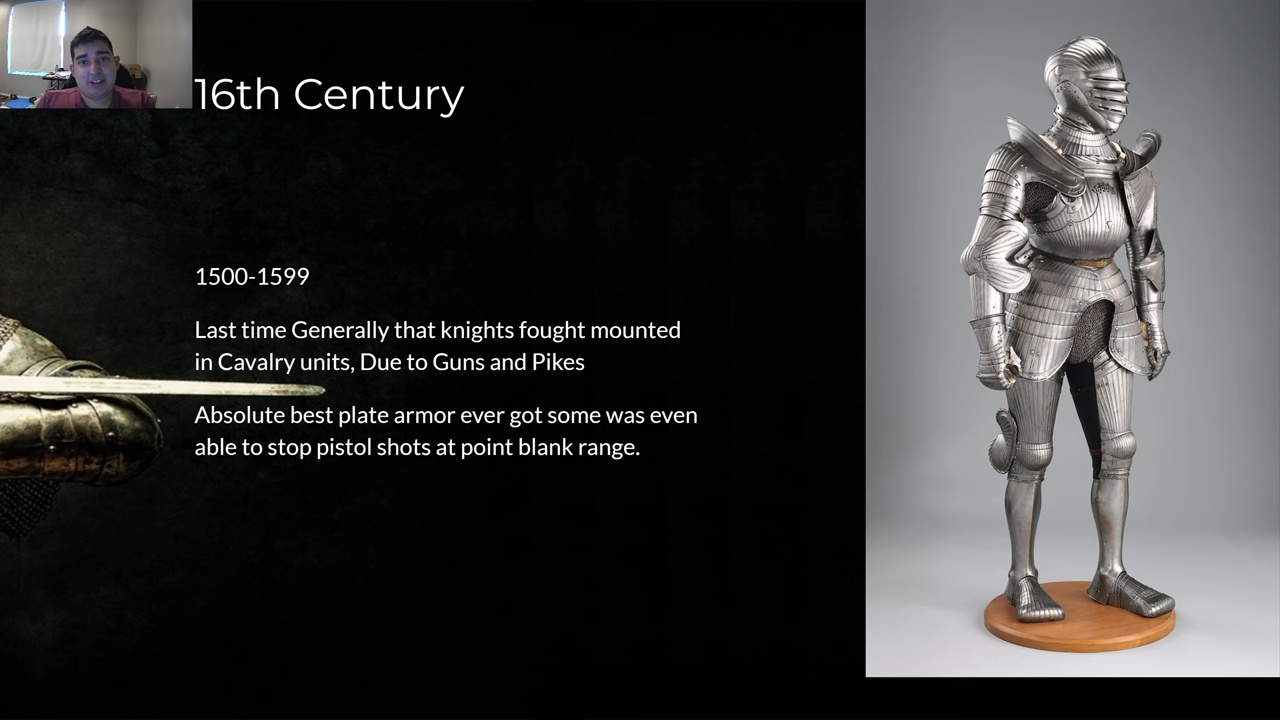 16th Century
1500-1599
Last time Generally that knights fought mounted
in Cavalry units, Due to Guns and Pikes
Absolute best plate armor ever got some was even
able to stop pistol shots at point blank range.